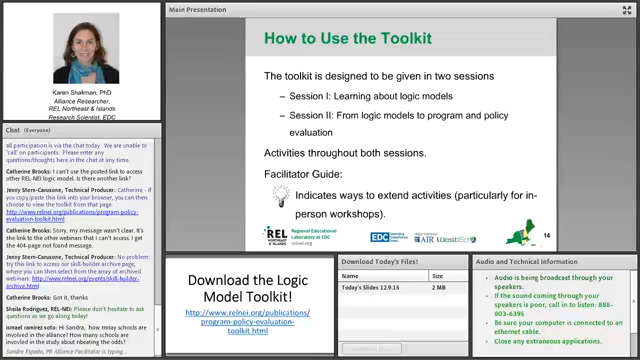 Main Presentation
Karen Shakman, PhD
Alliance Researcher,
REL Northeast & Islands
Research Scientist, EDC
Chat (Everyone)
all participation is via the chat today. We are unable
to 'call' on participants. Please enter any
questions/thoughts here in the chat at any time.
Catherine Brooks: I can't use the posted link to access
other REL-NEI logic model. Is there another link?
Jenny Stern-Carusone, Technical Producer: Catherine - if
you copy/paste this link into your browser, you can then
choose to view the toolkit from that page.
http://www.relnei.org/publications/program-policy-
evaluation-toolkit.html
Catherine Brooks: Sorry, my message wasn't clear. It's
the link to the other webinars that I can't access. I get
the 404-page not found message.
Jenny Stern-Carusone, Technical Producer: No problem:
try this link to access our skill-builder archive page,
where you can then select from the array of archived
webinars: http://www.relnei.org/events/skill-builder-
archive.html
Catherine Brooks: Got it, thanks
Sheila Rodriguez, REL-NEI: Please don't hesitate to ask
questions as we go along today!
ismael ramirez soto: Hi Sandra, how mnay schools are
involved in the alliance? How many schools are
involved in the study about nbeating the odds?
Sandra Espada, PR Alliance Facilitator is typing...
How to Use the Toolkit
The toolkit is designed to be given in two sessions
– Session I: Learning about logic models
– Session II: From logic models to program and policy
evaluation
Activities throughout both sessions.
Facilitator Guide:
Indicates ways to extend activities (particularly for in-
person workshops).
REL
NORTHEAST
& ISLANDS
Regional Educational
Laboratory at EDC
relnei.org
EDC
AIR
WestEd
14
Download the Logic
Model Toolkit!
http://www.relnei.org/publications/
program-policy-evaluation-
toolkit.html
Download Today's Files!
Name Size
Today's Slides 12.9.15 2 MB
Audio and Technical Information
• Audio is being broadcast through your
speakers.
• If the sound coming through your
speakers is poor, call in to listen: 888-
803-6395
• Be sure your computer is connected to an
ethernet cable.
• Close any extraneous applications.